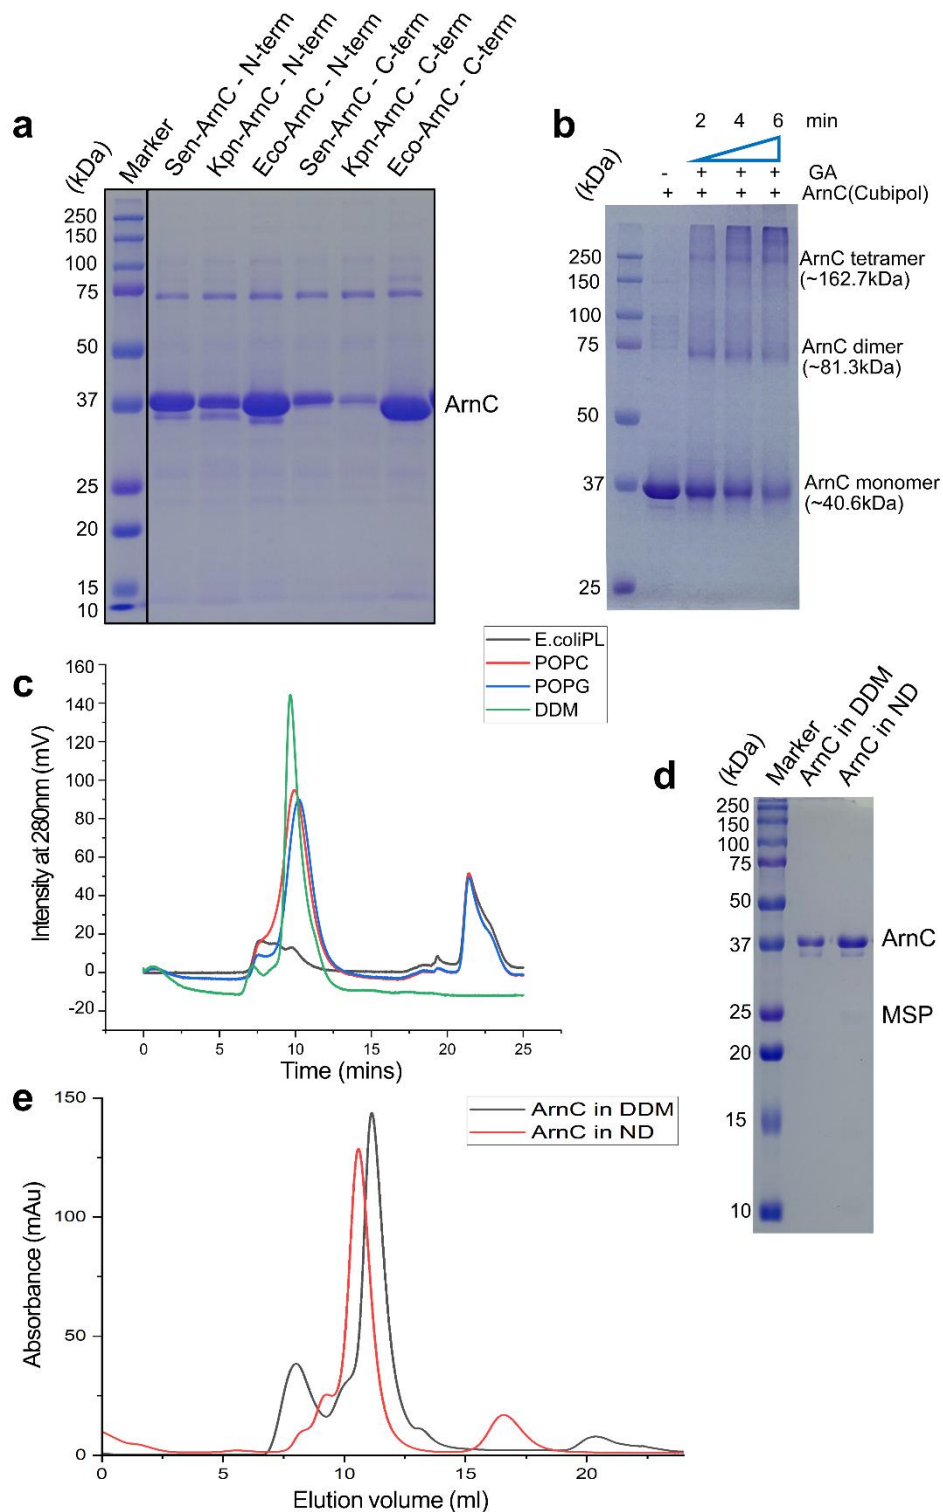 a
(kDa)
Marker
Sen-ArnC - N-term
Kpn-ArnC - N-term
Eco-ArnC - N-term
Sen-ArnC - C-term
Kpn-ArnC - C-term
Eco-ArnC - C-term
250
150
100
75
50
37
25
20
15
10
ArnC
b
(kDa)
2 4 6 min
- + + + GA
+ + + + ArnC(Cubipol)
250
150
100
75
50
37
25
ArnC tetramer
(~162.7kDa)
ArnC dimer
(~81.3kDa)
ArnC monomer
(~40.6kDa)
c
E.coliPL
POPC
POPG
DDM
Intensity at 280nm (mV)
160
140
120
100
80
60
40
20
0
-20
0 5 10 15 20 25
Time (mins)
d
(kDa)
Marker
ArnC in DDM
ArnC in ND
250
150
100
75
50
37
25
20
15
10
ArnC
MSP
e
ArnC in DDM
ArnC in ND
Absorbance (mAu)
150
100
50
0
0 5 10 15 20
Elution volume (ml)